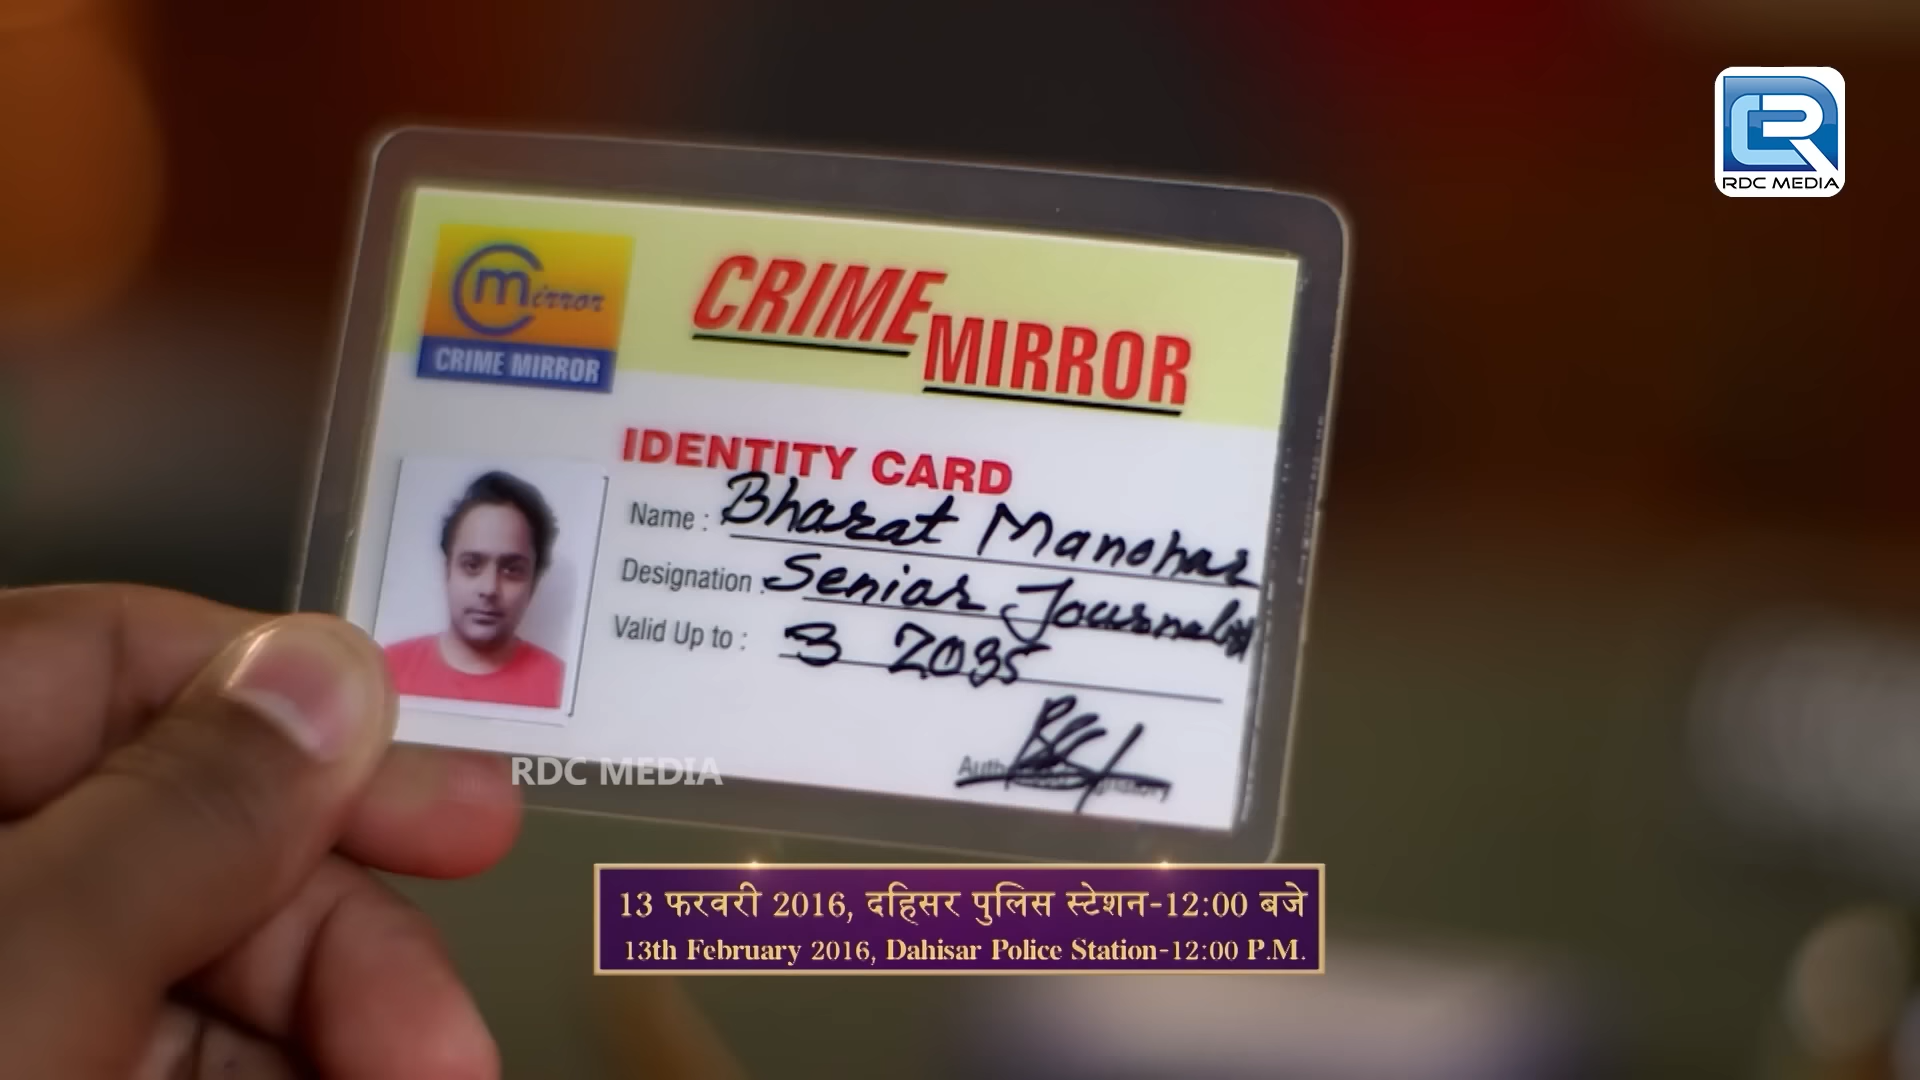 RDC MEDIA
mirror
CRIME MIRROR
CRIME
MIRROR
IDENTITY CARD
Name : Bharat Manohar
Designation : Seniar Journalist
Valid Up to : 3 2035
RDC MEDIA
13 फरवरी 2016, दहिसर पुलिस स्टेशन-12:00 बजे
13th February 2016, Dahisar Police Station-12:00 P.M.